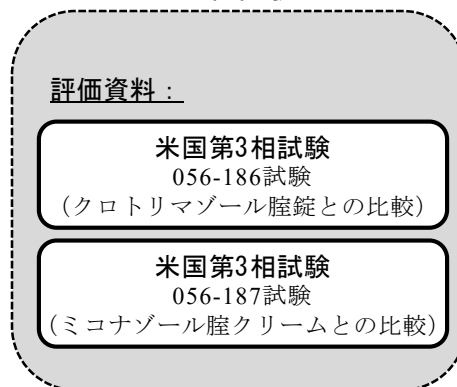 評価資料：
米国第3相試験
056-186試験
（クロトリマゾール腟錠との比較）
米国第3相試験
056-187試験
（ミコナゾール腟クリームとの比較）